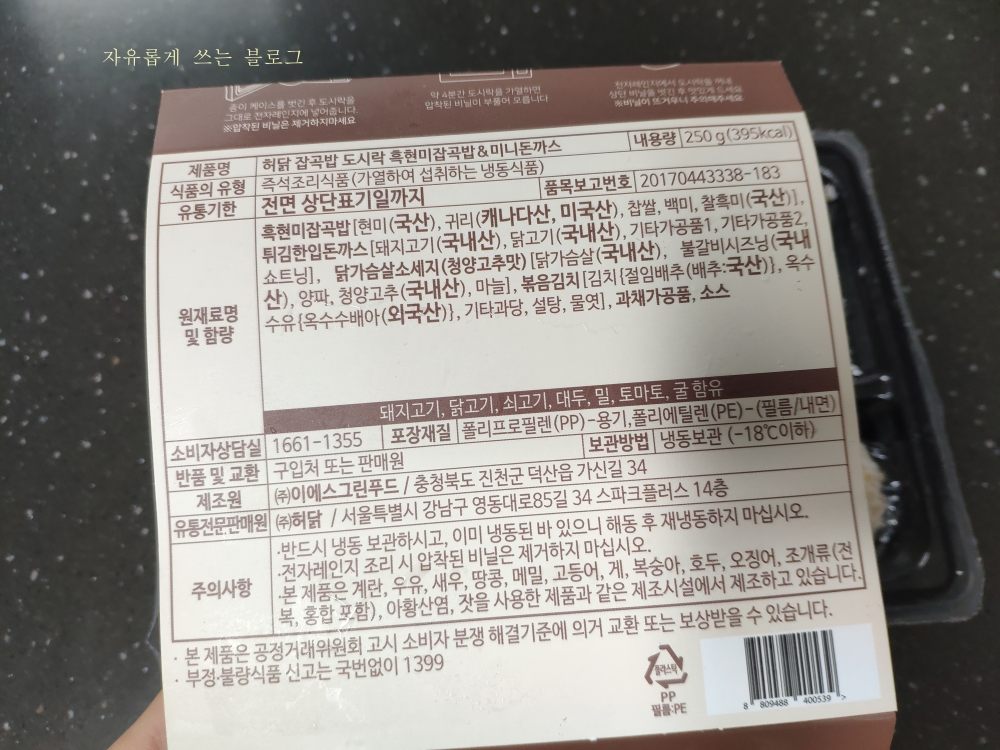 자유롭게 쓰는 블로그
종이 케이스를 벗긴 후 도시락을
그대로 전자레인지에 넣어줍니다.
※압착된 비닐은 제거하지마세요
약 4분간 도시락을 가열하면
압착된 비닐이 부풀어 오릅니다
전자레인지에서 도시락을 꺼내
상단 비닐을 벗긴 후 맛있게 드세요
※비닐이 뜨거우니 주의해주세요
제품명 허닭 잡곡밥 도시락 흑현미잡곡밥&미니돈까스 내용량 250 g (395kcal)
식품의 유형 즉석조리식품 (가열하여 섭취하는 냉동식품) 품목보고번호 20170443338-183
유통기한 전면 상단표기일까지
원재료명
및 함량
흑현미잡곡밥 [현미(국산), 귀리(캐나다산, 미국산), 찹쌀, 백미, 찰흑미(국산)],
튀김한입돈까스 [돼지고기(국내산), 닭고기(국내산), 기타가공품1, 기타가공품2,
쇼트닝], 닭가슴살소세지(청양고추맛) [닭가슴살(국내산), 불갈비시즈닝(국내
산), 양파, 청양고추(국내산), 마늘], 볶음김치 [김치{절임배추(배추:국산)}, 옥수
수유{옥수수배아(외국산)}, 기타과당, 설탕, 물엿], 과채가공품, 소스
돼지고기, 닭고기, 쇠고기, 대두, 밀, 토마토, 굴 함유
소비자상담실 1661-1355 포장재질 폴리프로필렌(PP)-용기, 폴리에틸렌(PE)-(필름/내면)
반품 및 교환 구입처 또는 판매원 보관방법 냉동보관 (-18℃이하)
제조원 ㈜이에스그린푸드 / 충청북도 진천군 덕산읍 가신길 34
유통전문판매원 ㈜허닭 / 서울특별시 강남구 영동대로85길 34 스파크플러스 14층
주의사항
·반드시 냉동 보관하시고, 이미 냉동된 바 있으니 해동 후 재냉동하지 마십시오.
·전자레인지 조리 시 압착된 비닐은 제거하지 마십시오.
·본 제품은 계란, 우유, 새우, 땅콩, 메밀, 고등어, 게, 복숭아, 호두, 오징어, 조개류(전
복, 홍합 포함), 아황산염, 잣을 사용한 제품과 같은 제조시설에서 제조하고 있습니다.
· 본 제품은 공정거래위원회 고시 소비자 분쟁 해결기준에 의거 교환 또는 보상받을 수 있습니다.
· 부정·불량식품 신고는 국번없이 1399
플라스틱
PP
필름:PE
8 809488 400539 >